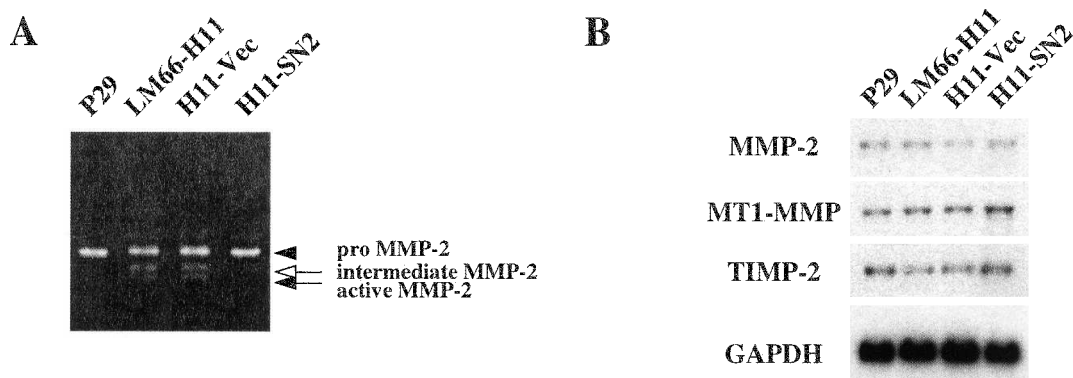 A
P29
LM66-H11
H11-Vec
H11-SN2
pro MMP-2
intermediate MMP-2
active MMP-2
B
P29
LM66-H11
H11-Vec
H11-SN2
MMP-2
MT1-MMP
TIMP-2
GAPDH